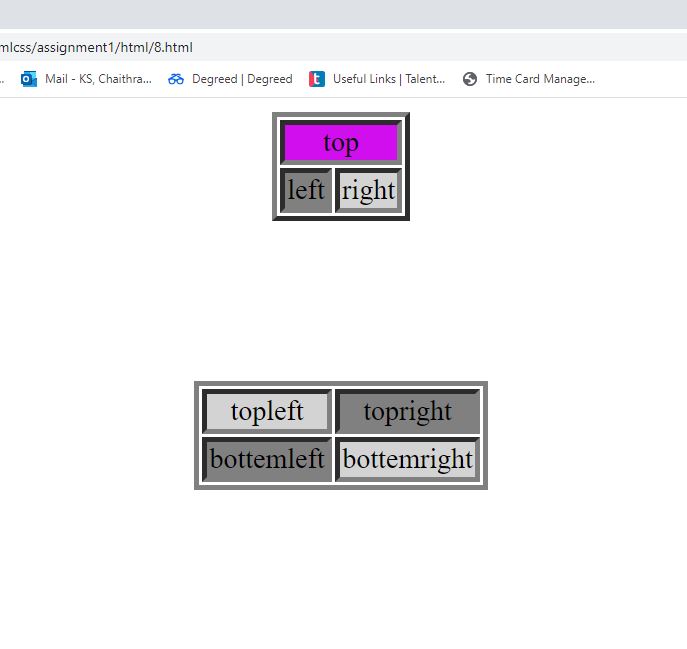 mlcss/assignment1/html/8.html
.. Mail - KS, Chaithra... Degreed | Degreed Useful Links | Talent... Time Card Manage...
top
left right
topleft topright
bottemleft bottemright